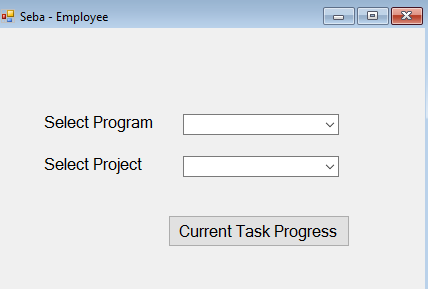 Seba - Employee
Select Program
Select Project
Current Task Progress